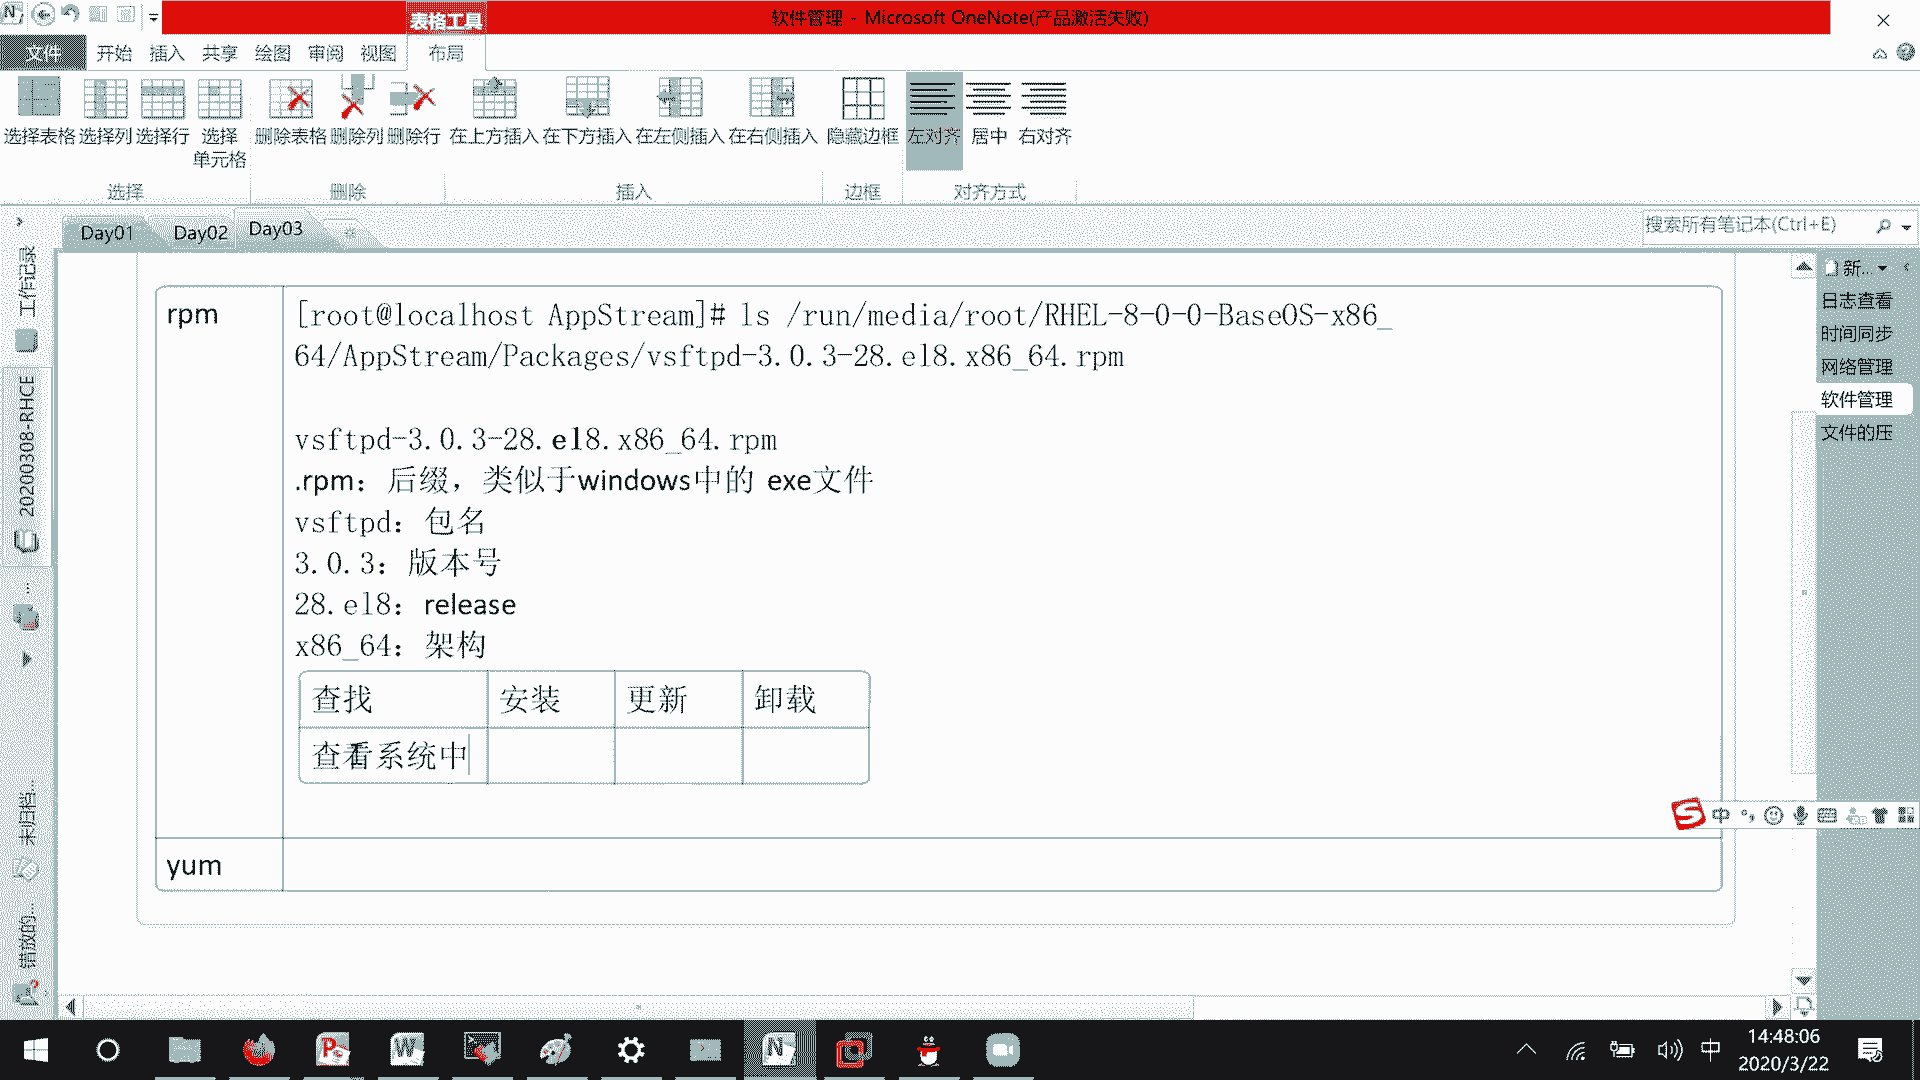 表格工具
软件管理 - Microsoft OneNote(产品激活失败)
文件 开始 插入 共享 绘图 审阅 视图 布局
选择表格 选择列 选择行 选择单元格 删除表格 删除列 删除行 在上方插入 在下方插入 在左侧插入 在右侧插入 隐藏边框 左对齐 居中 右对齐
选择 删除 插入 边框 对齐方式
Day01 Day02 Day03
搜索所有笔记本(Ctrl+E)
工作记录
20200308-RHCE
未归档...
错放的...
新...
日志查看
时间同步
网络管理
软件管理
文件的压
rpm
[root@localhost AppStream]# ls /run/media/root/RHEL-8-0-0-BaseOS-x86_
64/AppStream/Packages/vsftpd-3.0.3-28.el8.x86_64.rpm
vsftpd-3.0.3-28.el8.x86_64.rpm
.rpm：后缀，类似于windows中的 exe文件
vsftpd：包名
3.0.3：版本号
28.el8：release
x86_64：架构
查找 安装 更新 卸载
查看系统中
yum
中
中
14:48:06
2020/3/22